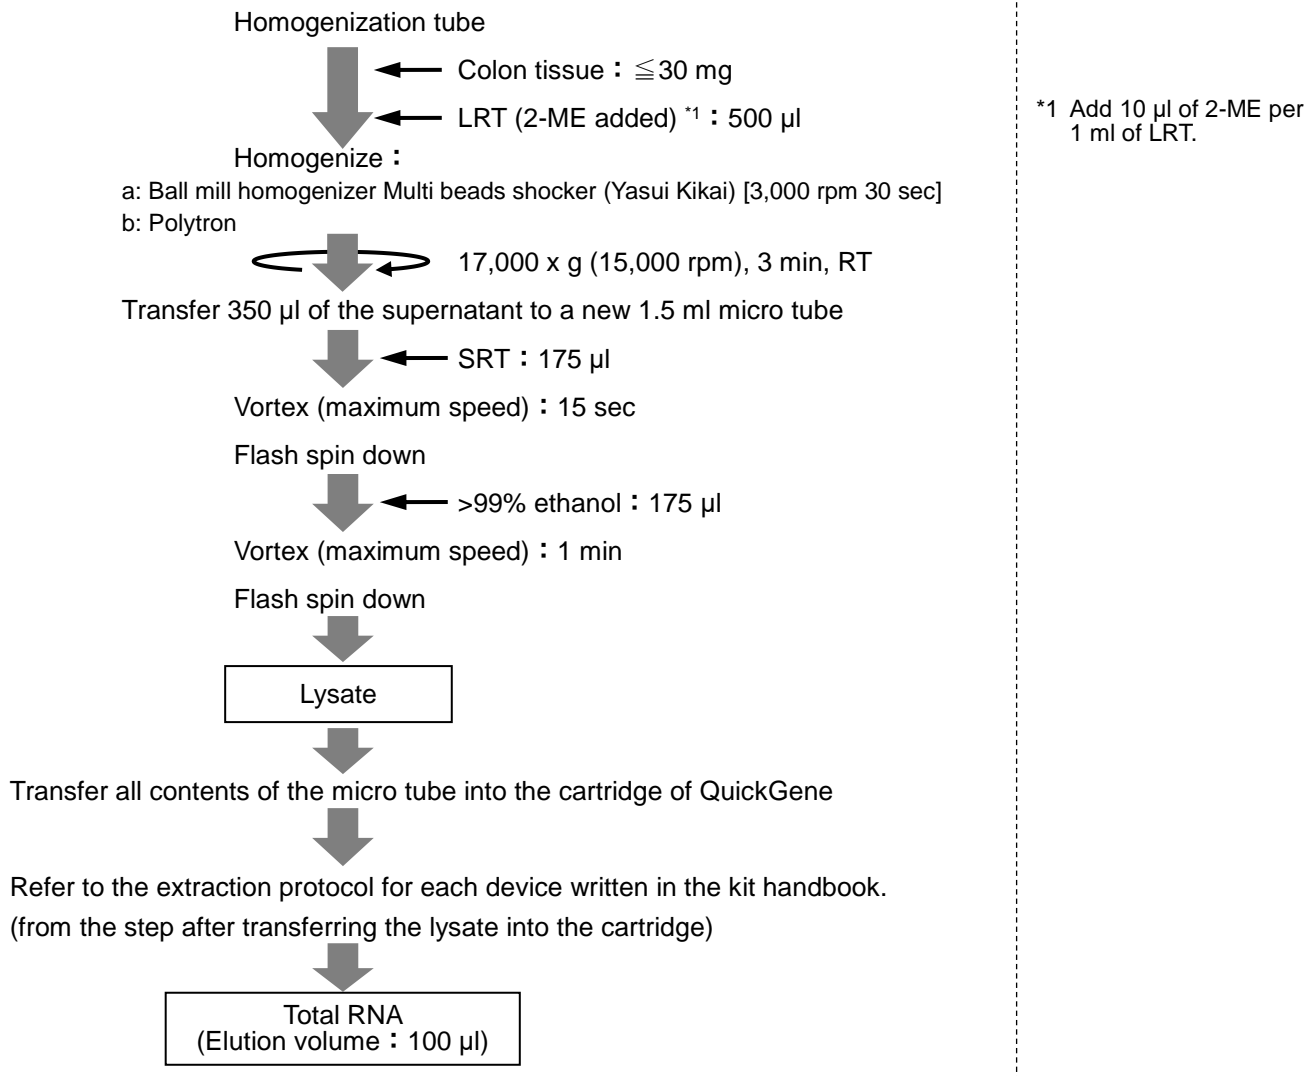 Homogenization tube
Colon tissue：≦30 mg
LRT (2-ME added) *1：500 µl
*1 Add 10 µl of 2-ME per
1 ml of LRT.
Homogenize：
a: Ball mill homogenizer Multi beads shocker (Yasui Kikai) [3,000 rpm 30 sec]
b: Polytron
17,000 x g (15,000 rpm), 3 min, RT
Transfer 350 µl of the supernatant to a new 1.5 ml micro tube
SRT：175 µl
Vortex (maximum speed)：15 sec
Flash spin down
>99% ethanol：175 µl
Vortex (maximum speed)：1 min
Flash spin down
Lysate
Transfer all contents of the micro tube into the cartridge of QuickGene
Refer to the extraction protocol for each device written in the kit handbook.
(from the step after transferring the lysate into the cartridge)
Total RNA
(Elution volume：100 µl)